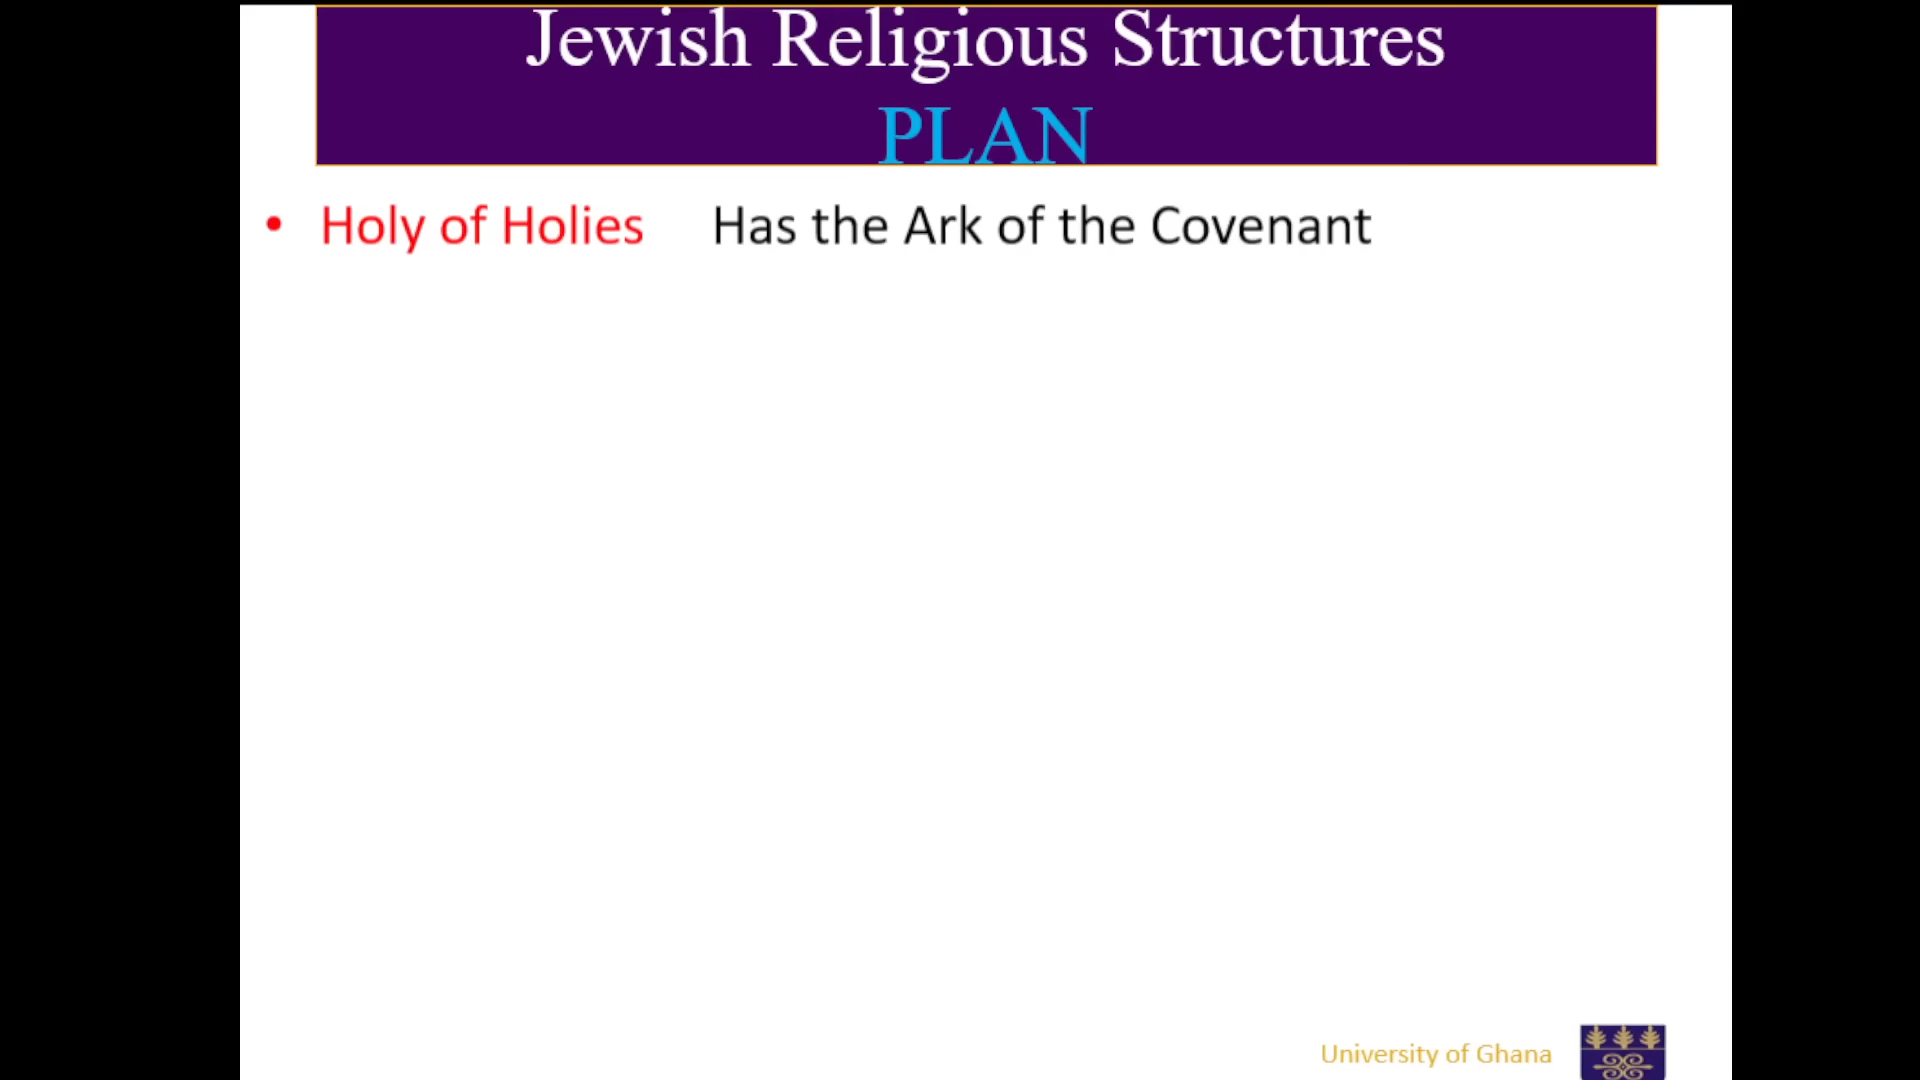 Jewish Religious Structures
PLAN
• Holy of Holies Has the Ark of the Covenant
University of Ghana